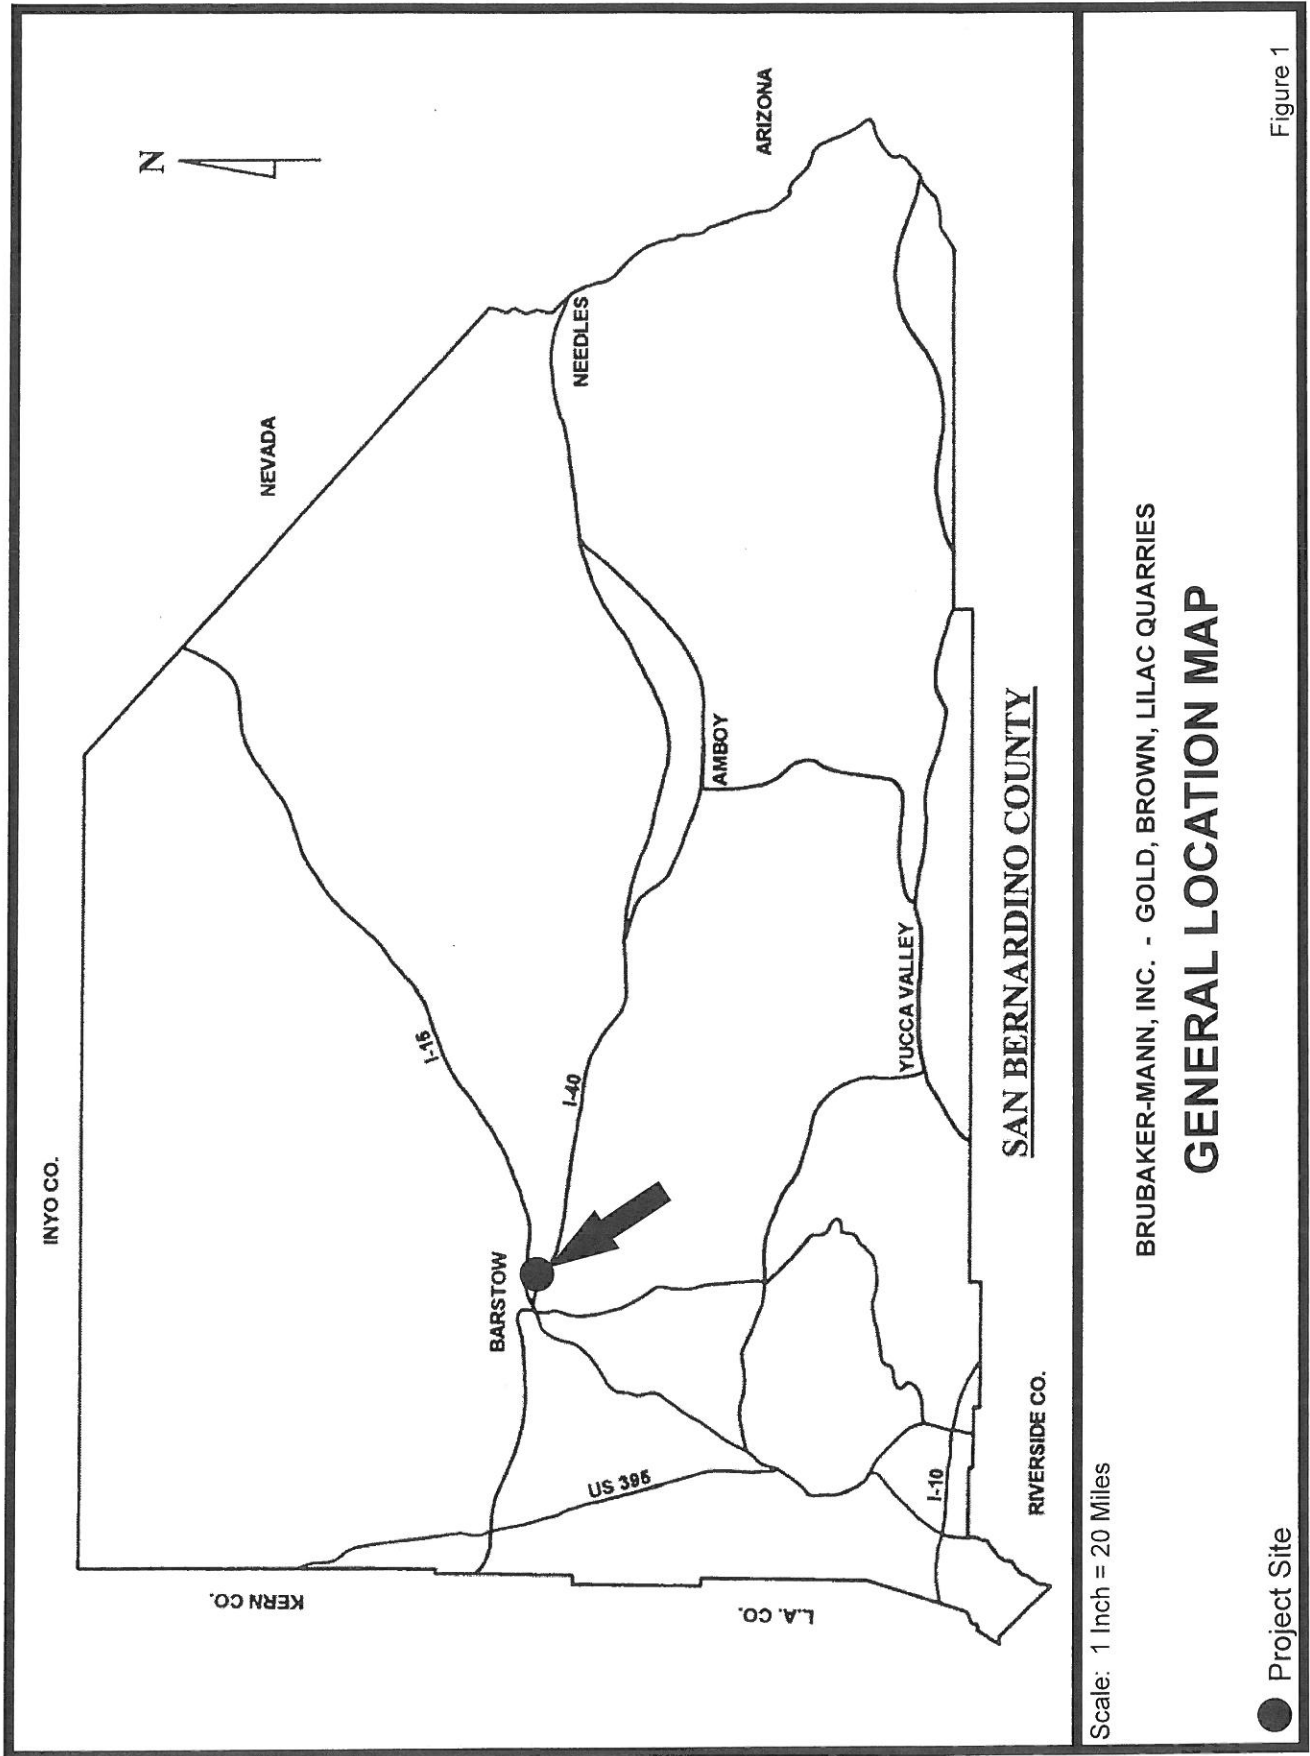 INYO CO.
N
NEVADA
KERN CO.
I-15
BARSTOW
I-40
NEEDLES
US 395
AMBOY
ARIZONA
L.A. CO.
YUCCA VALLEY
I-10
SAN BERNARDINO COUNTY
RIVERSIDE CO.
Scale: 1 Inch = 20 Miles
BRUBAKER-MANN, INC. - GOLD, BROWN, LILAC QUARRIES
GENERAL LOCATION MAP
Project Site
Figure 1